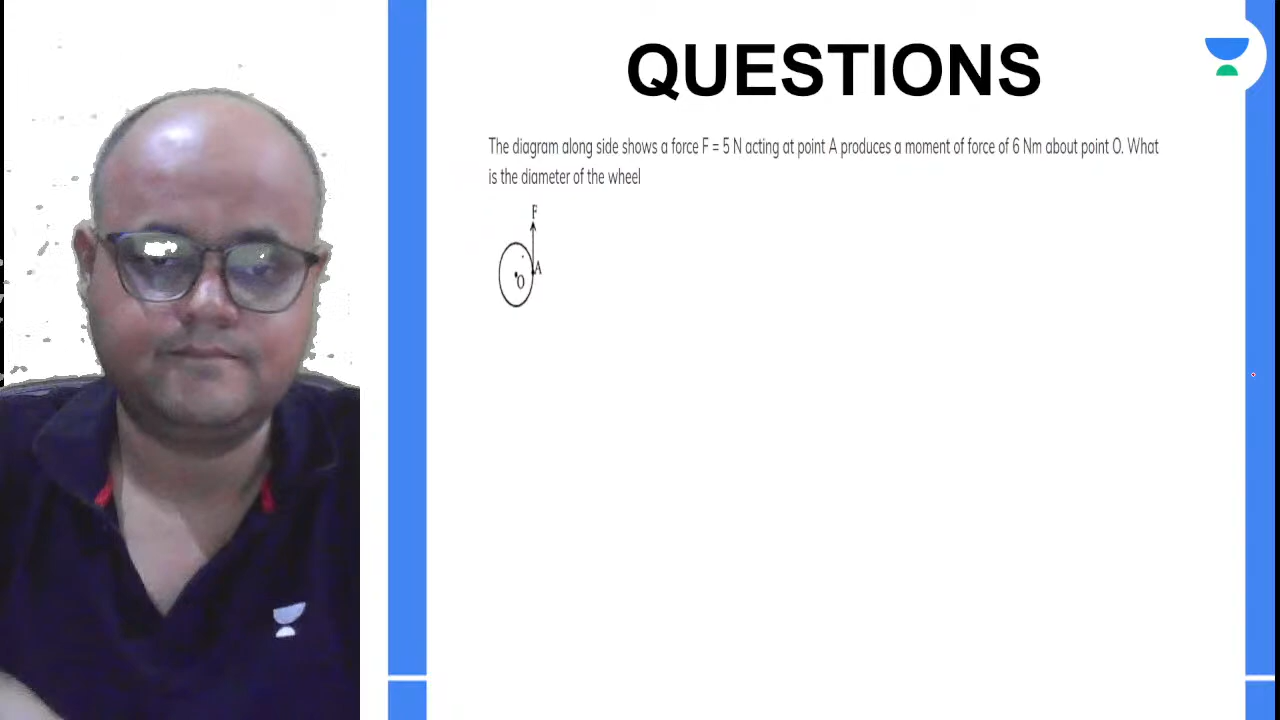 QUESTIONS
The diagram along side shows a force F = 5 N acting at point A produces a moment of force of 6 Nm about point O. What
is the diameter of the wheel
F
A
O